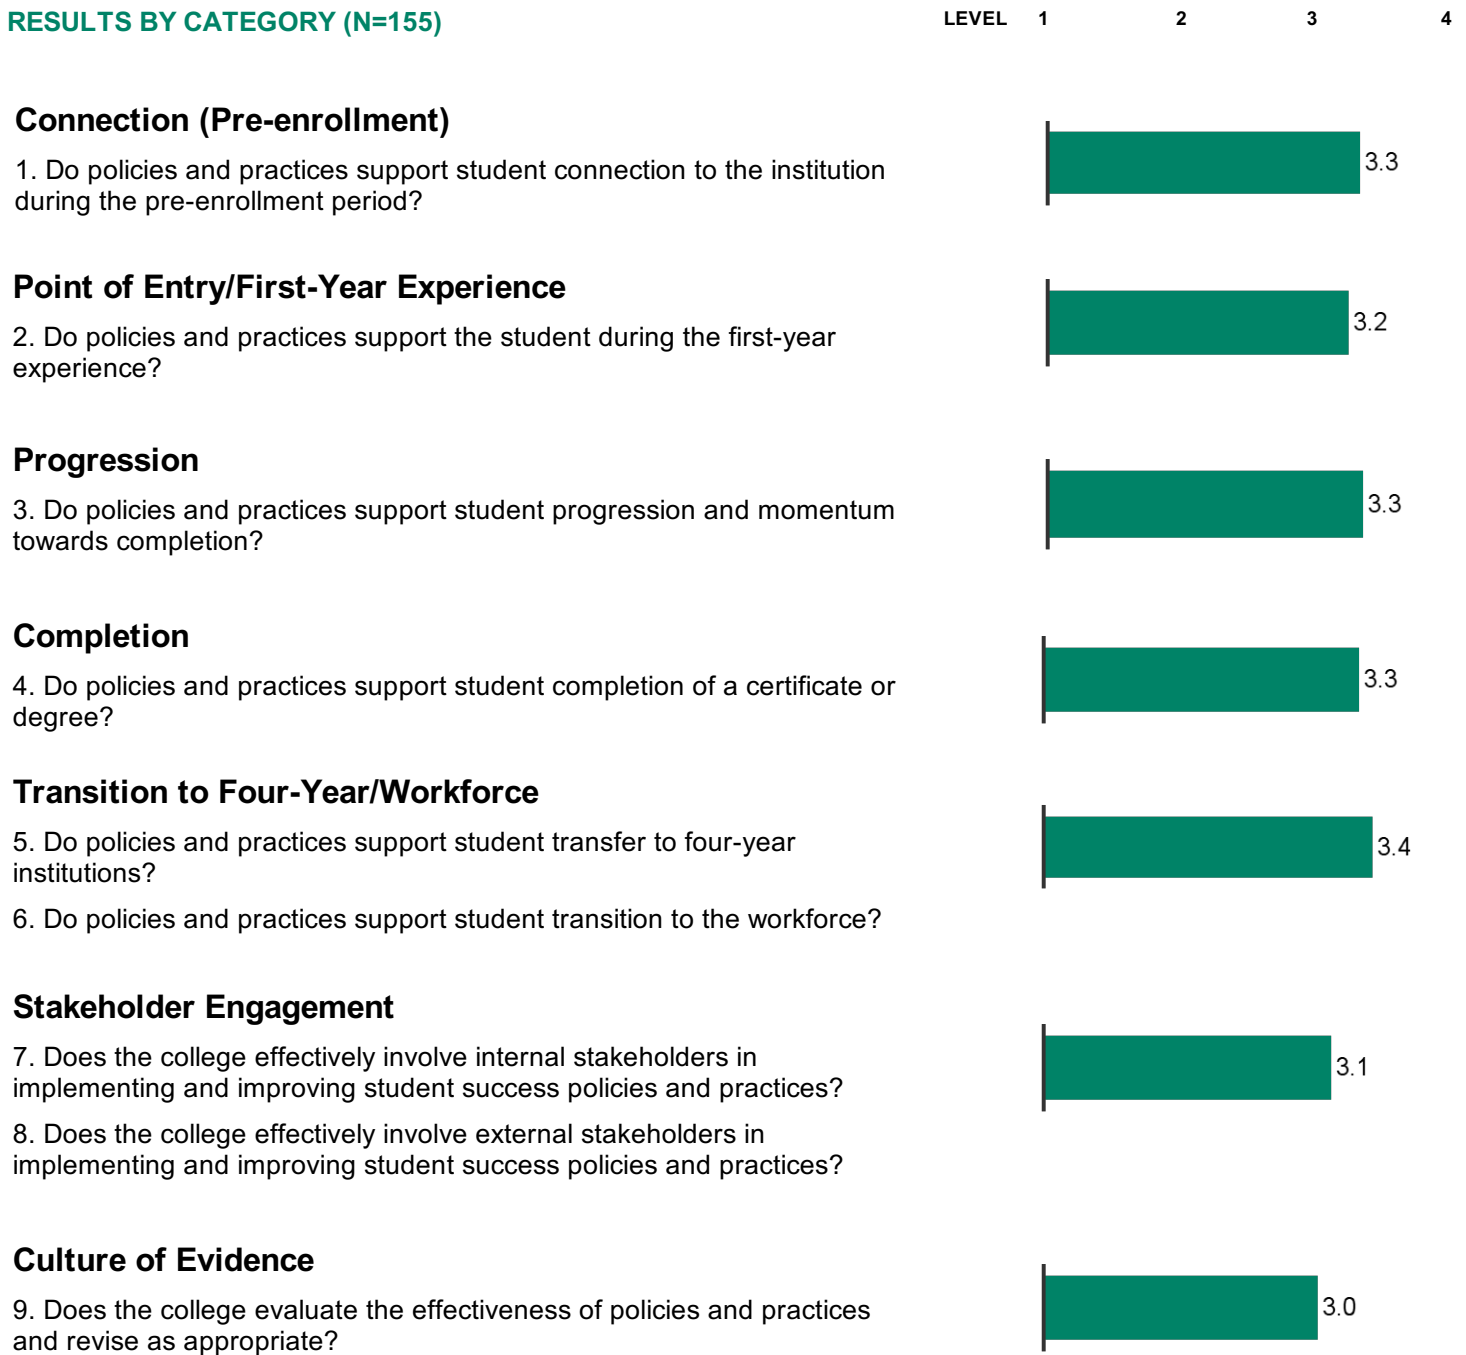 RESULTS BY CATEGORY (N=155)
LEVEL 1 2 3 4
Connection (Pre-enrollment)
1. Do policies and practices support student connection to the institution
during the pre-enrollment period?
3.3
Point of Entry/First-Year Experience
2. Do policies and practices support the student during the first-year
experience?
3.2
Progression
3. Do policies and practices support student progression and momentum
towards completion?
3.3
Completion
4. Do policies and practices support student completion of a certificate or
degree?
3.3
Transition to Four-Year/Workforce
5. Do policies and practices support student transfer to four-year
institutions?
3.4
6. Do policies and practices support student transition to the workforce?
Stakeholder Engagement
7. Does the college effectively involve internal stakeholders in
implementing and improving student success policies and practices?
3.1
8. Does the college effectively involve external stakeholders in
implementing and improving student success policies and practices?
Culture of Evidence
9. Does the college evaluate the effectiveness of policies and practices
and revise as appropriate?
3.0